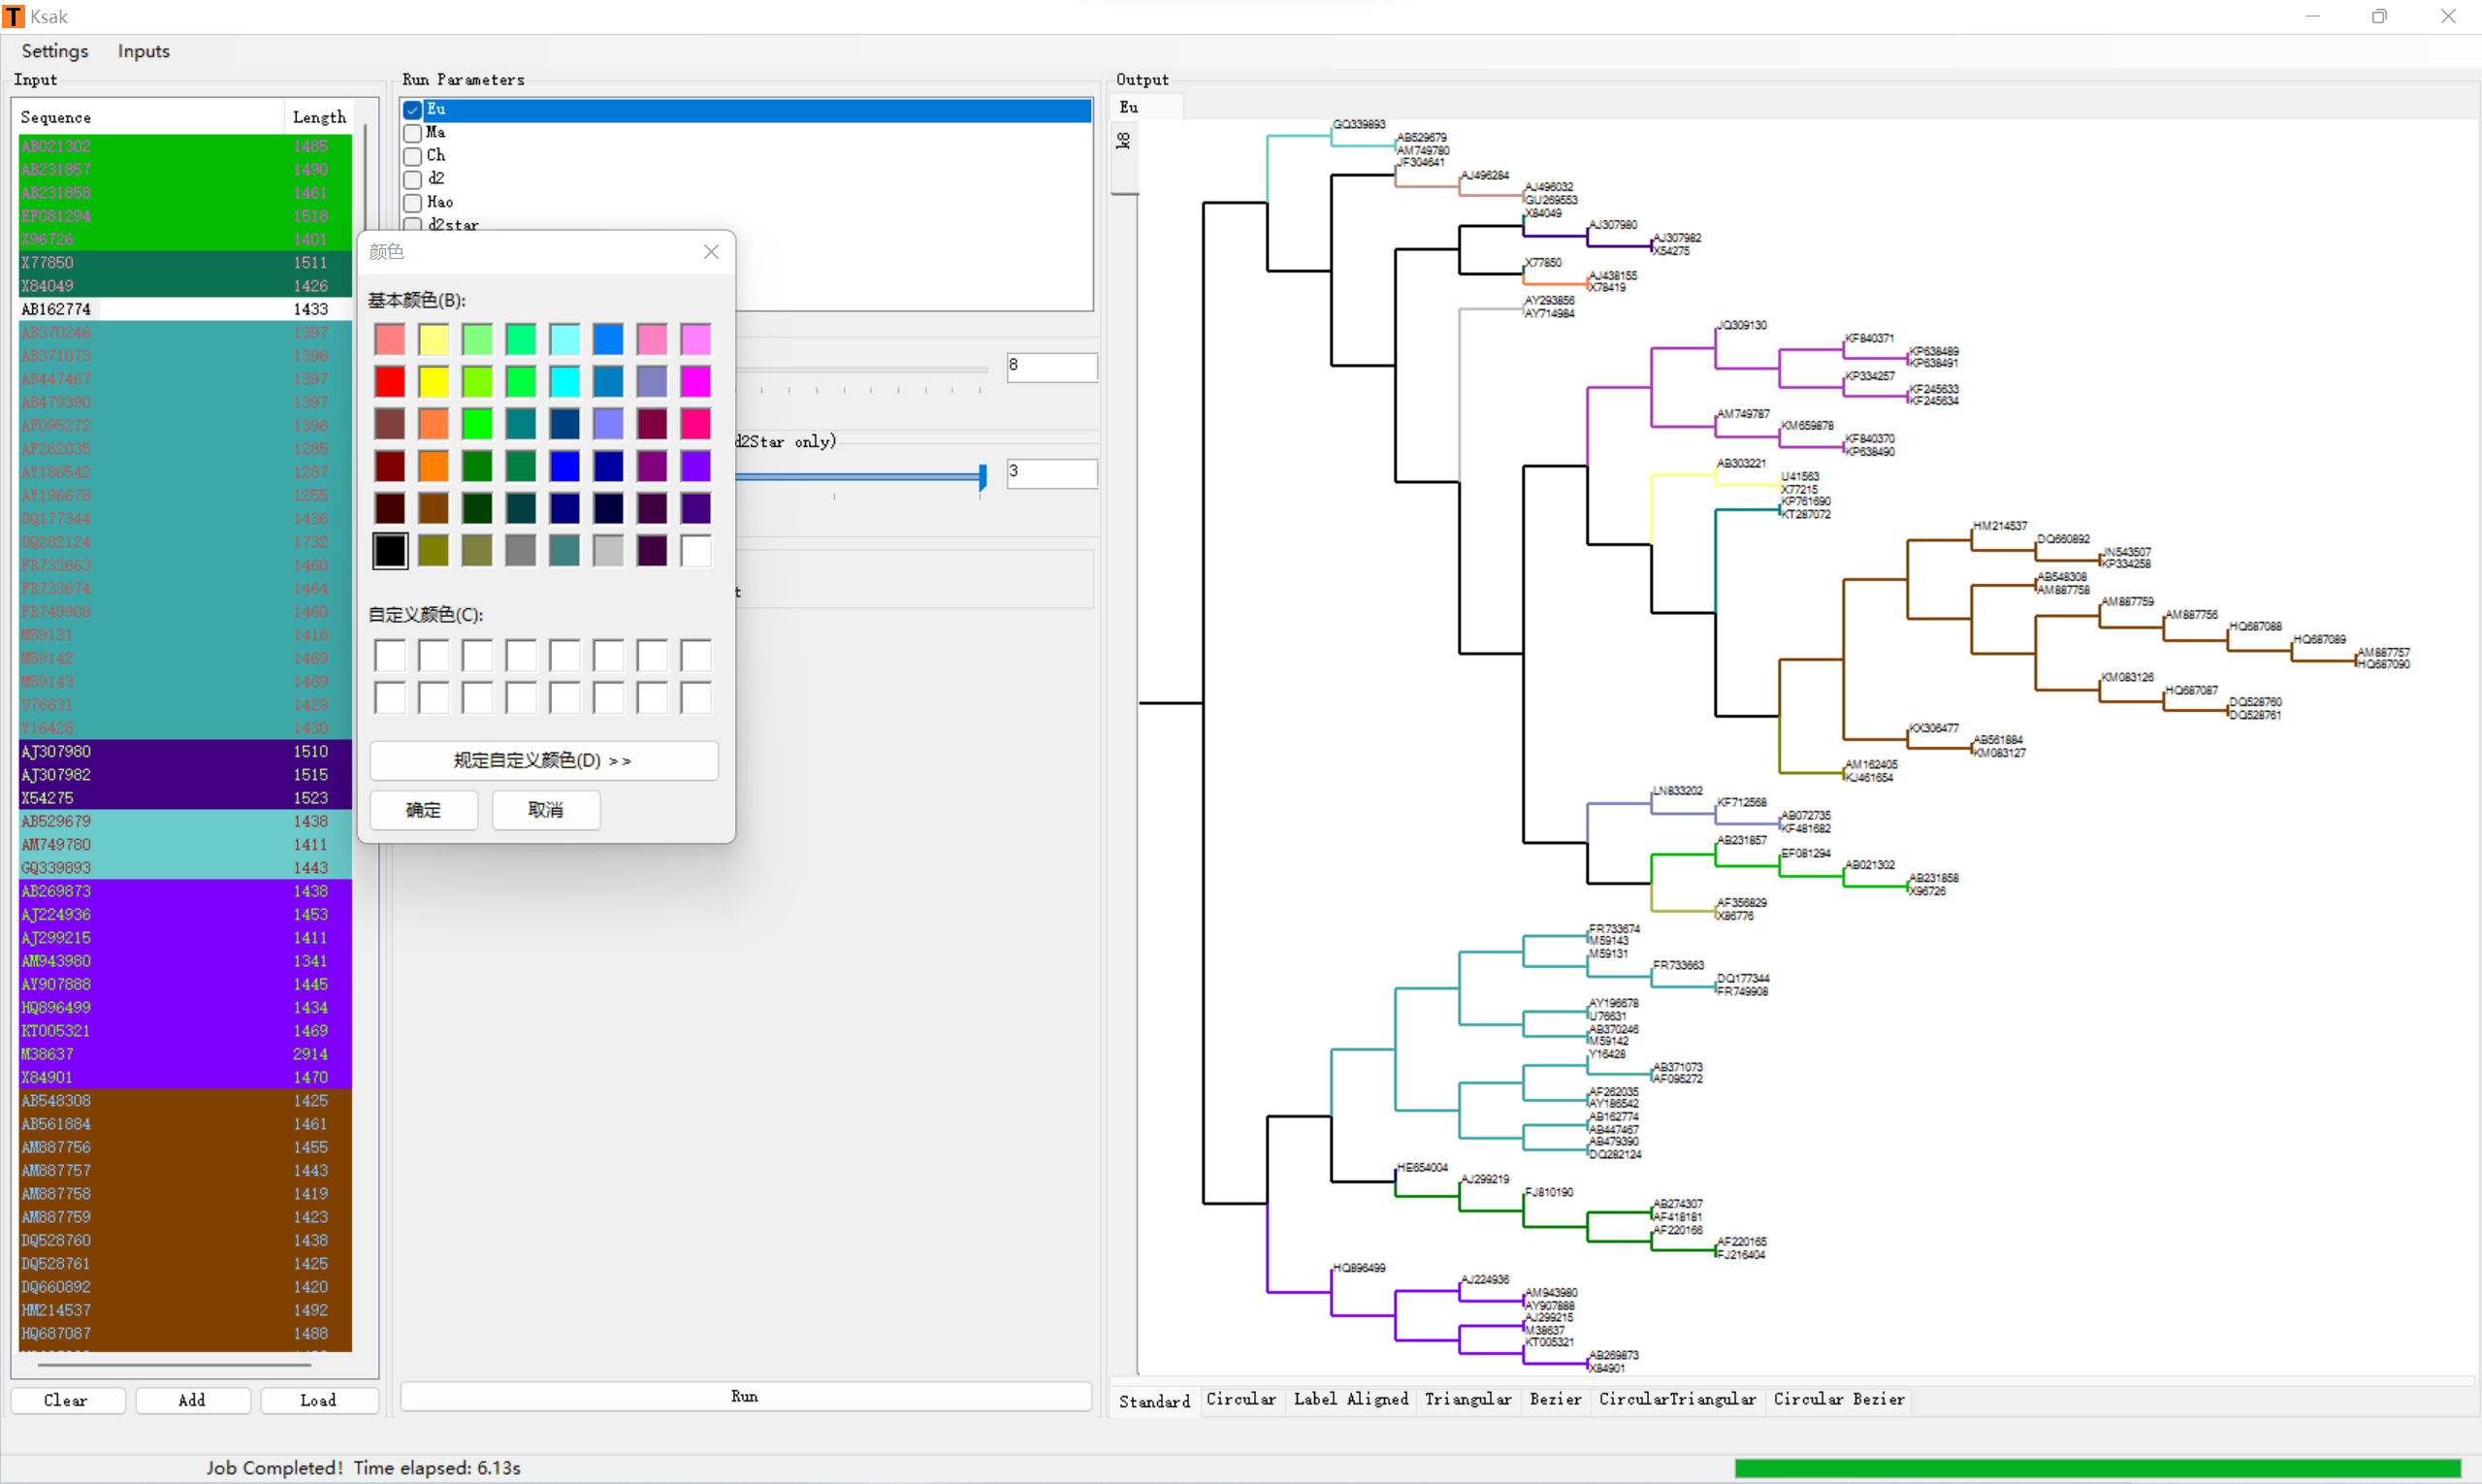 Ksak
Settings Inputs
Input
Sequence Length
AB021302 1485
AB231857 1490
AB231858 1461
EF081294 1518
X96726 1401
X77850 1511
X84049 1426
AB162774 1433
AB370246 1397
AB371073 1396
AB447467 1397
AB479390 1397
AF095272 1396
AF262035 1285
AY186542 1287
AY196678 1255
DQ177344 1436
DQ282124 1732
FR733663 1460
FR733674 1464
FR749908 1460
M59131 1416
M59142 1469
M59143 1469
U76631 1429
Y16428 1430
AJ307980 1510
AJ307982 1515
X54275 1523
AB529679 1438
AM749780 1411
GQ339893 1443
AB269873 1438
AJ224936 1453
AJ299215 1411
AM943980 1341
AY907888 1445
HQ896499 1434
KT005321 1469
M38637 2914
X84901 1470
AB548308 1425
AB561884 1461
AM887756 1455
AM887757 1443
AM887758 1419
AM887759 1423
DQ528760 1438
DQ528761 1425
DQ660892 1420
HM214537 1492
HQ687087 1488
Clear Add Load
Run Parameters
Eu
Ma
Ch
d2
Hao
d2star
8
d2Star only)
3
t
Run
颜色
基本颜色(B):
自定义颜色(C):
规定自定义颜色(D) >>
确定 取消
Output
Eu
k8
GQ339893
AB529679
AM749780
JF304641
AJ496284
AJ496032
GU269553
X84049
AJ307980
AJ307982
X54275
X77850
AJ438155
X78419
AY293856
AY714984
JQ309130
KF840371
KP638489
KP638491
KP334257
KF245633
KF245634
AM749787
KM659878
KF840370
KP638490
AB303221
U41563
X77215
KP761690
KT287072
HM214537
DQ660892
JN543507
KP334258
AB548308
AM887758
AM887759
AM887756
HQ687088
HQ687089
AM887757
HQ687090
KM083126
HQ687087
DQ528760
DQ528761
KX306477
AB561884
KM083127
AM162405
KJ461654
LN833202
KF712568
AB072735
KF481682
AB231857
EF081294
AB021302
AB231858
X96726
AF356829
X86776
FR733674
M59143
M59131
FR733663
DQ177344
FR749908
AY196678
U76631
AB370246
M59142
Y16428
AB371073
AF095272
AF262035
AY186542
AB162774
AB447467
AB479390
DQ282124
HE654004
AJ299219
FJ810190
AB274307
AF418181
AF220166
AF220165
FJ216404
HQ896499
AJ224936
AM943980
AY907888
AJ299215
M38637
KT005321
AB269873
X84901
Standard Circular Label Aligned Triangular Bezier CircularTriangular Circular Bezier
Job Completed! Time elapsed: 6.13s